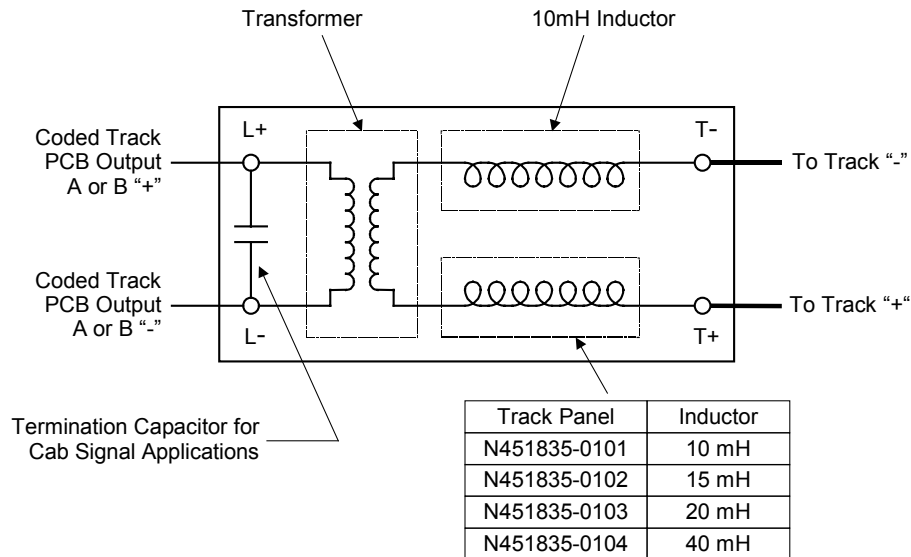 Transformer
10mH Inductor
Coded Track
PCB Output
A or B “+”
L+
T-
To Track “-”
Coded Track
PCB Output
A or B “-”
L-
T+
To Track “+“
Termination Capacitor for
Cab Signal Applications
Track Panel Inductor
N451835-0101 10 mH
N451835-0102 15 mH
N451835-0103 20 mH
N451835-0104 40 mH